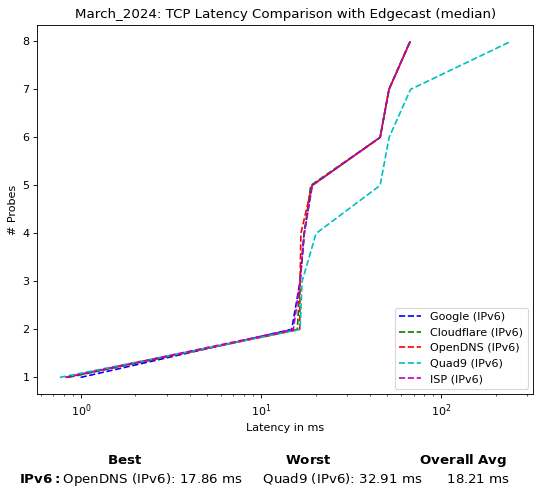 March_2024: TCP Latency Comparison with Edgecast (median)
8
7
6
5
4
3
2
1
# Probes
Google (IPv6)
Cloudflare (IPv6)
OpenDNS (IPv6)
Quad9 (IPv6)
ISP (IPv6)
10⁰ 10¹ 10²
Latency in ms
Best Worst Overall Avg
IPv6: OpenDNS (IPv6): 17.86 ms Quad9 (IPv6): 32.91 ms 18.21 ms